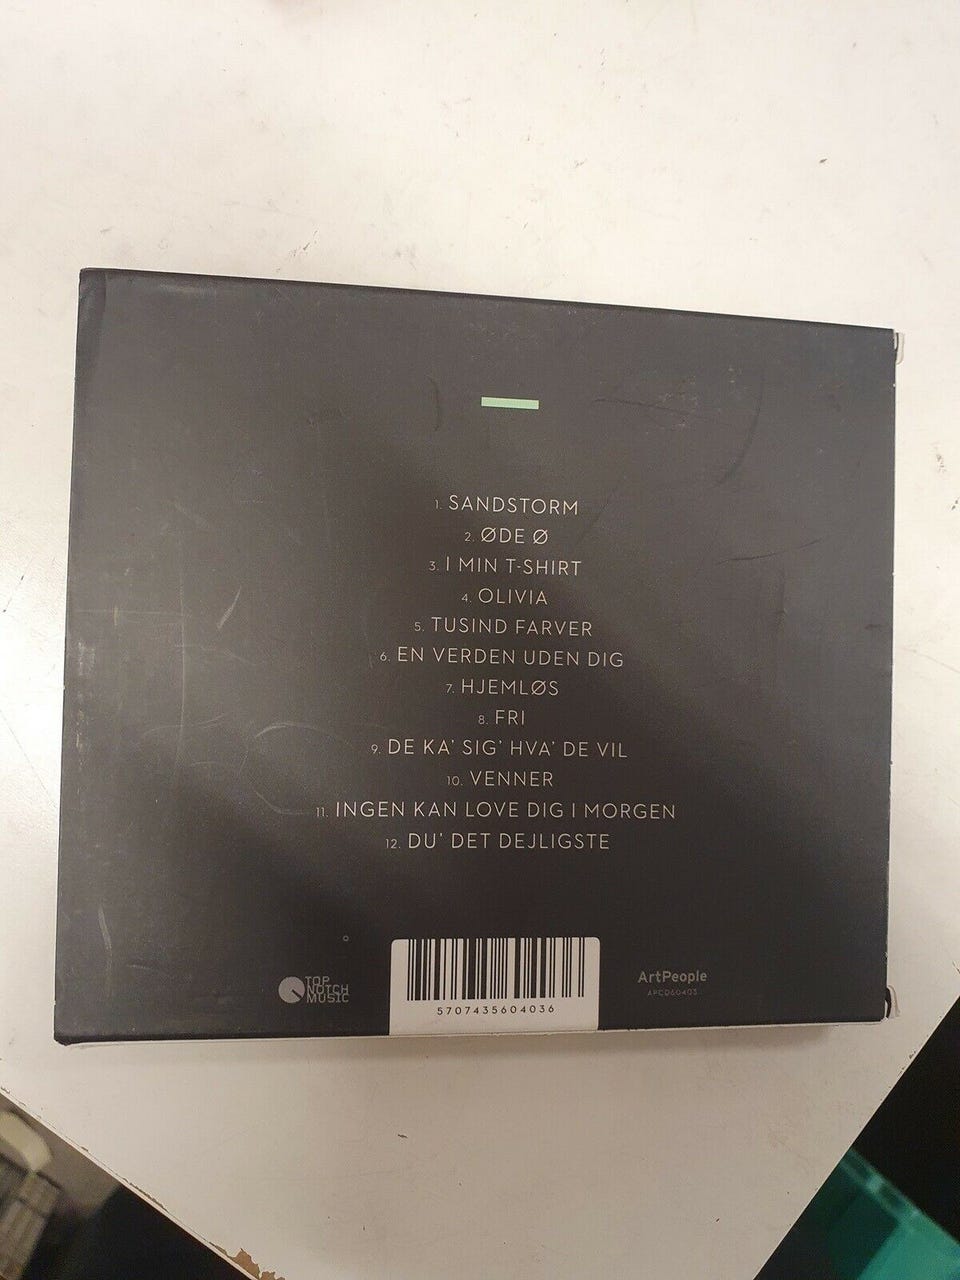 1. SANDSTORM
2. ØDE Ø
3. I MIN T-SHIRT
4. OLIVIA
5. TUSIND FARVER
6. EN VERDEN UDEN DIG
7. HJEMLØS
8. FRI
9. DE KA' SIG' HVA' DE VIL
10. VENNER
11. INGEN KAN LOVE DIG I MORGEN
12. DU' DET DEJLIGSTE
TOP
NOTCH
MUSIC
5707435604036
ArtPeople
APCD60403